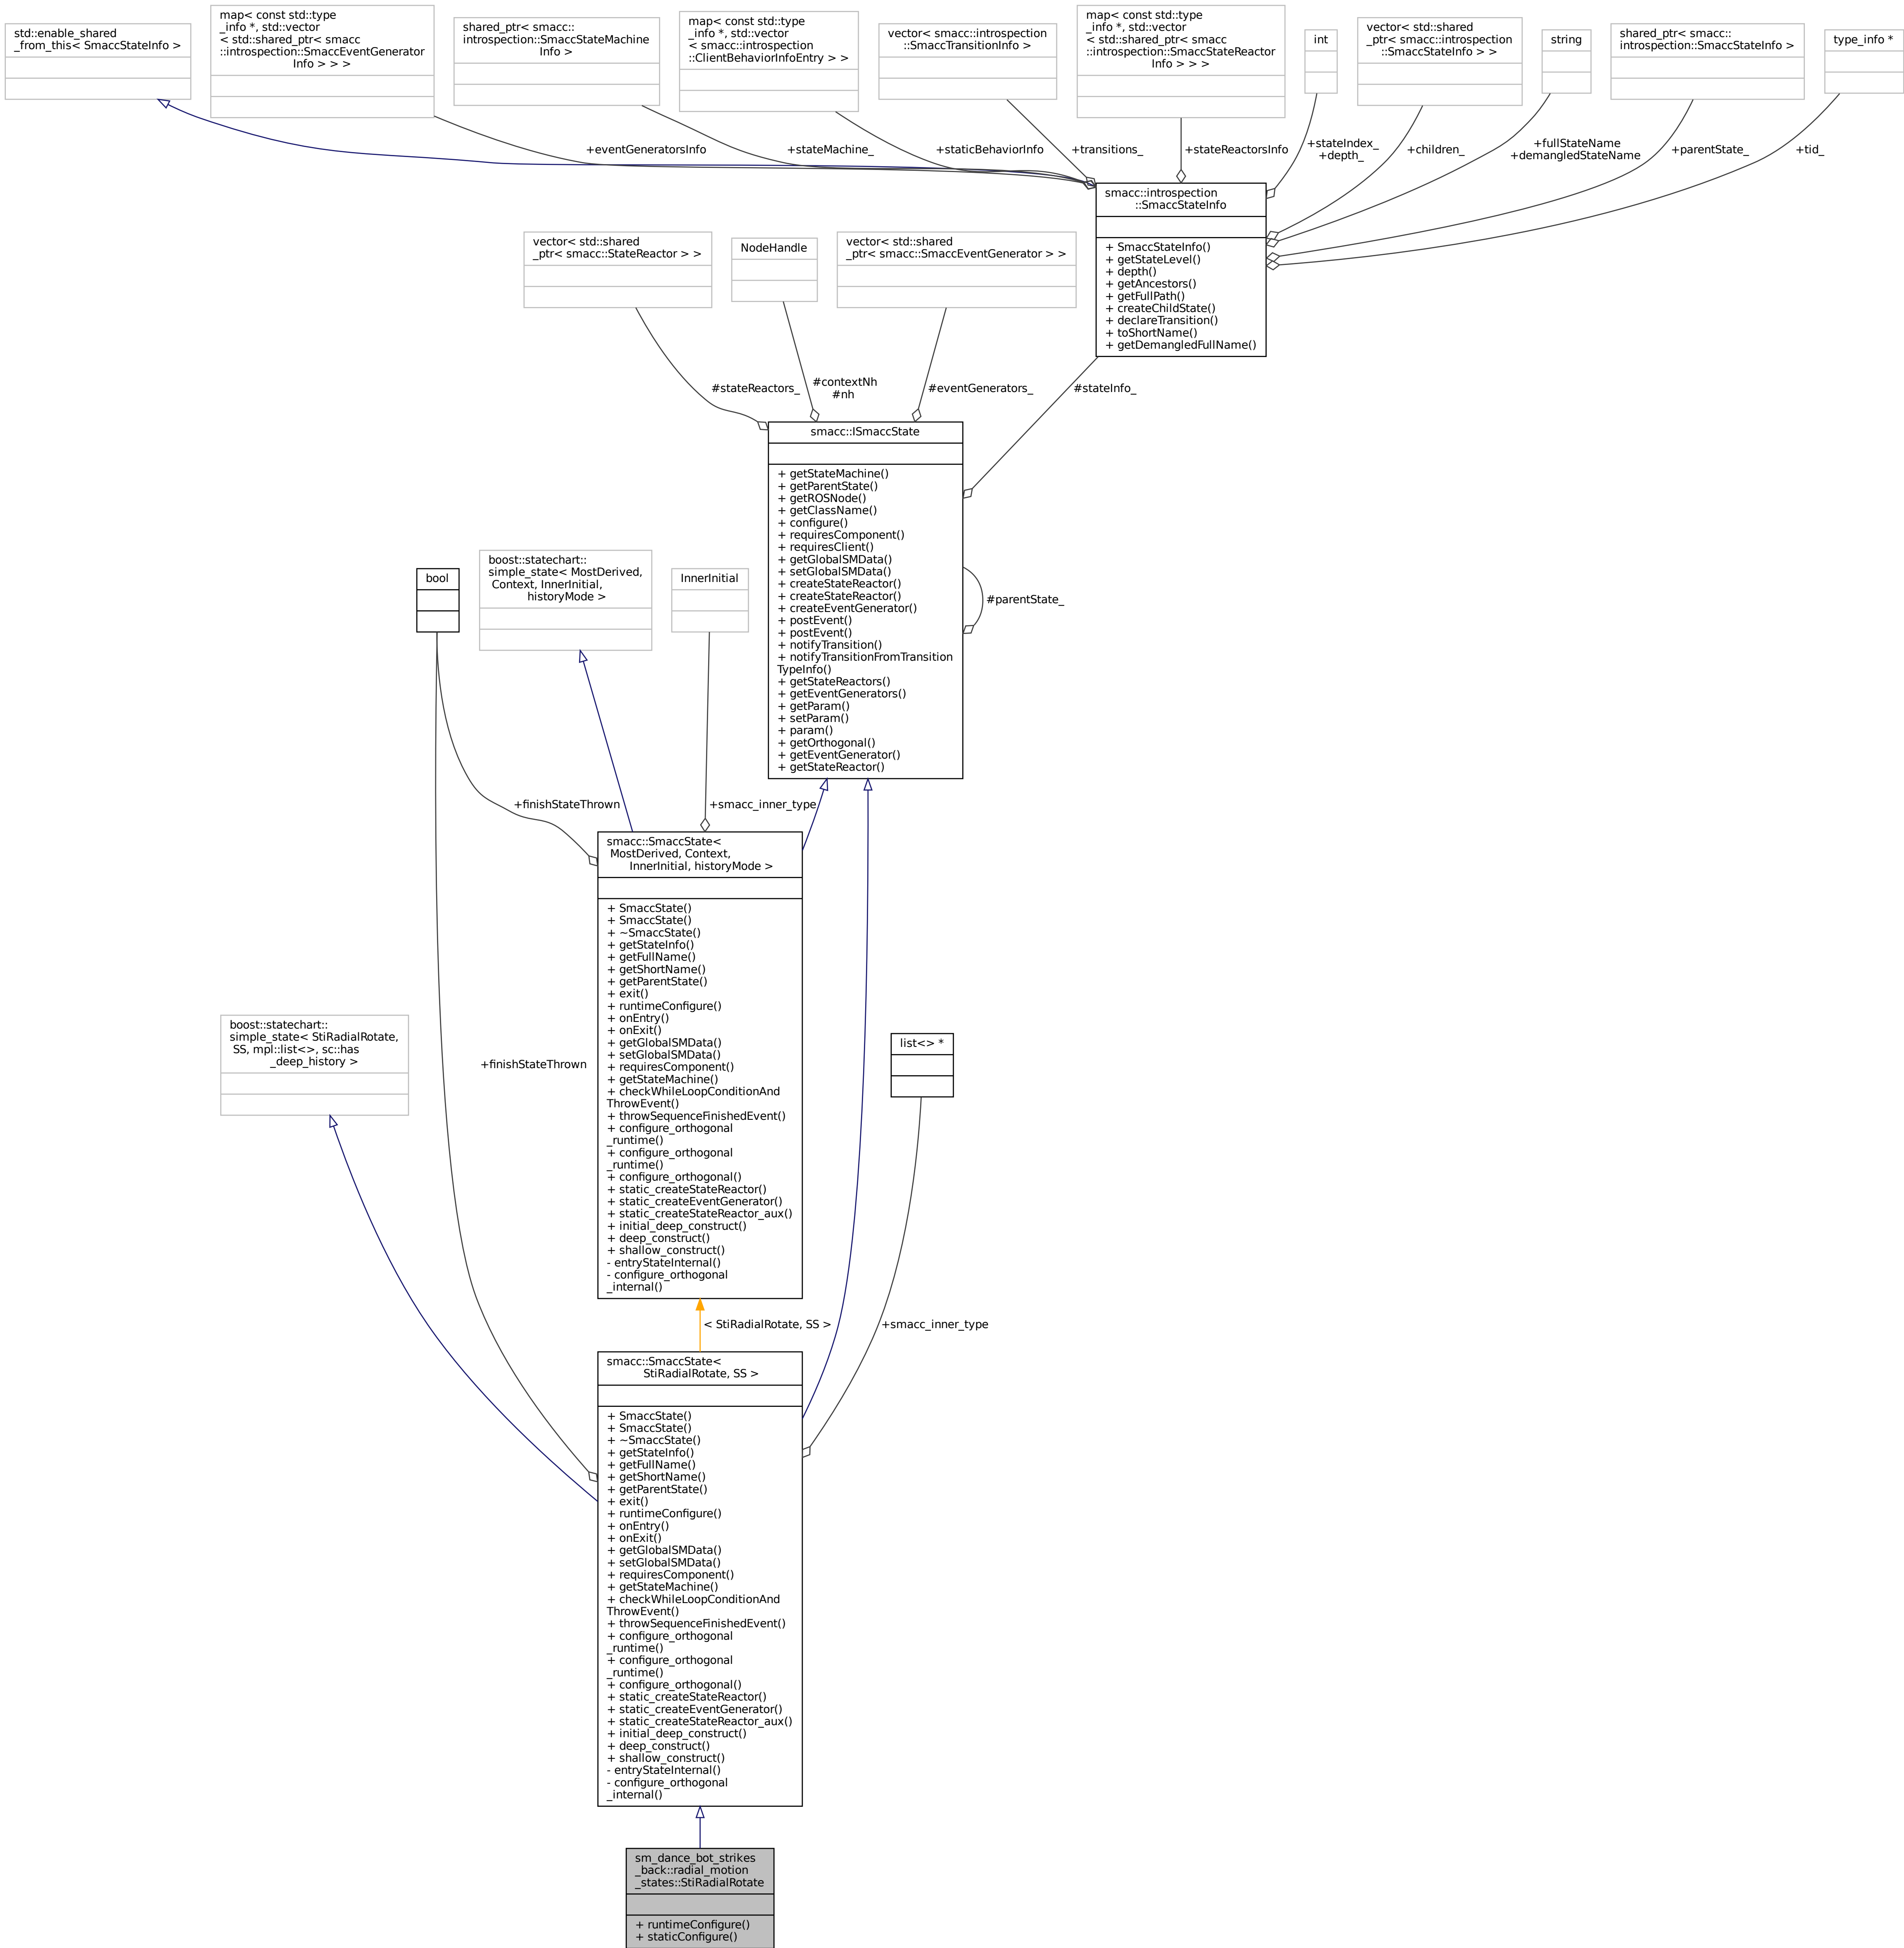 std::enable_shared
_from_this< SmaccStateInfo >
map< const std::type
_info *, std::vector
< std::shared_ptr< smacc
::introspection::SmaccEventGenerator
Info > > >
shared_ptr< smacc::
introspection::SmaccStateMachine
Info >
map< const std::type
_info *, std::vector
< smacc::introspection
::ClientBehaviorInfoEntry > >
vector< smacc::introspection
::SmaccTransitionInfo >
map< const std::type
_info *, std::vector
< std::shared_ptr< smacc
::introspection::SmaccStateReactor
Info > > >
int
vector< std::shared
_ptr< smacc::introspection
::SmaccStateInfo > >
string
shared_ptr< smacc::
introspection::SmaccStateInfo >
type_info *
+eventGeneratorsInfo
+stateMachine_
+staticBehaviorInfo
+transitions_
+stateReactorsInfo
+stateIndex_
+depth_
+children_
+fullStateName
+demangledStateName
+parentState_
+tid_
smacc::introspection
::SmaccStateInfo
+ SmaccStateInfo()
+ getStateLevel()
+ depth()
+ getAncestors()
+ getFullPath()
+ createChildState()
+ declareTransition()
+ toShortName()
+ getDemangledFullName()
vector< std::shared
_ptr< smacc::StateReactor > >
NodeHandle
vector< std::shared
_ptr< smacc::SmaccEventGenerator > >
#stateReactors_
#contextNh
#nh
#eventGenerators_
#stateInfo_
smacc::ISmaccState
+ getStateMachine()
+ getParentState()
+ getROSNode()
+ getClassName()
+ configure()
+ requiresComponent()
+ requiresClient()
+ getGlobalSMData()
+ setGlobalSMData()
+ createStateReactor()
+ createStateReactor()
+ createEventGenerator()
+ postEvent()
+ postEvent()
+ notifyTransition()
+ notifyTransitionFromTransition
TypeInfo()
+ getStateReactors()
+ getEventGenerators()
+ getParam()
+ setParam()
+ param()
+ getOrthogonal()
+ getEventGenerator()
+ getStateReactor()
#parentState_
bool
boost::statechart::
simple_state< MostDerived,
Context, InnerInitial,
historyMode >
InnerInitial
+finishStateThrown
+smacc_inner_type
smacc::SmaccState<
MostDerived, Context,
InnerInitial, historyMode >
+ SmaccState()
+ SmaccState()
+ ~SmaccState()
+ getStateInfo()
+ getFullName()
+ getShortName()
+ getParentState()
+ exit()
+ runtimeConfigure()
+ onEntry()
+ onExit()
+ getGlobalSMData()
+ setGlobalSMData()
+ requiresComponent()
+ getStateMachine()
+ checkWhileLoopConditionAnd
ThrowEvent()
+ throwSequenceFinishedEvent()
+ configure_orthogonal
_runtime()
+ configure_orthogonal
_runtime()
+ configure_orthogonal()
+ static_createStateReactor()
+ static_createEventGenerator()
+ static_createStateReactor_aux()
+ initial_deep_construct()
+ deep_construct()
+ shallow_construct()
- entryStateInternal()
- configure_orthogonal
_internal()
boost::statechart::
simple_state< StiRadialRotate,
SS, mpl::list<>, sc::has
_deep_history >
+finishStateThrown
list<> *
< StiRadialRotate, SS >
+smacc_inner_type
smacc::SmaccState<
StiRadialRotate, SS >
+ SmaccState()
+ SmaccState()
+ ~SmaccState()
+ getStateInfo()
+ getFullName()
+ getShortName()
+ getParentState()
+ exit()
+ runtimeConfigure()
+ onEntry()
+ onExit()
+ getGlobalSMData()
+ setGlobalSMData()
+ requiresComponent()
+ getStateMachine()
+ checkWhileLoopConditionAnd
ThrowEvent()
+ throwSequenceFinishedEvent()
+ configure_orthogonal
_runtime()
+ configure_orthogonal
_runtime()
+ configure_orthogonal()
+ static_createStateReactor()
+ static_createEventGenerator()
+ static_createStateReactor_aux()
+ initial_deep_construct()
+ deep_construct()
+ shallow_construct()
- entryStateInternal()
- configure_orthogonal
_internal()
sm_dance_bot_strikes
_back::radial_motion
_states::StiRadialRotate
+ runtimeConfigure()
+ staticConfigure()